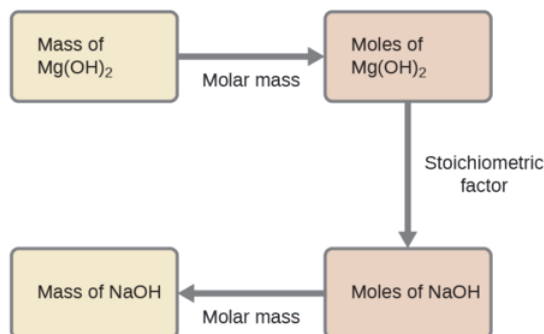 Mass of
Mg(OH)₂
Molar mass
Moles of
Mg(OH)₂
Stoichiometric
factor
Mass of NaOH
Molar mass
Moles of NaOH